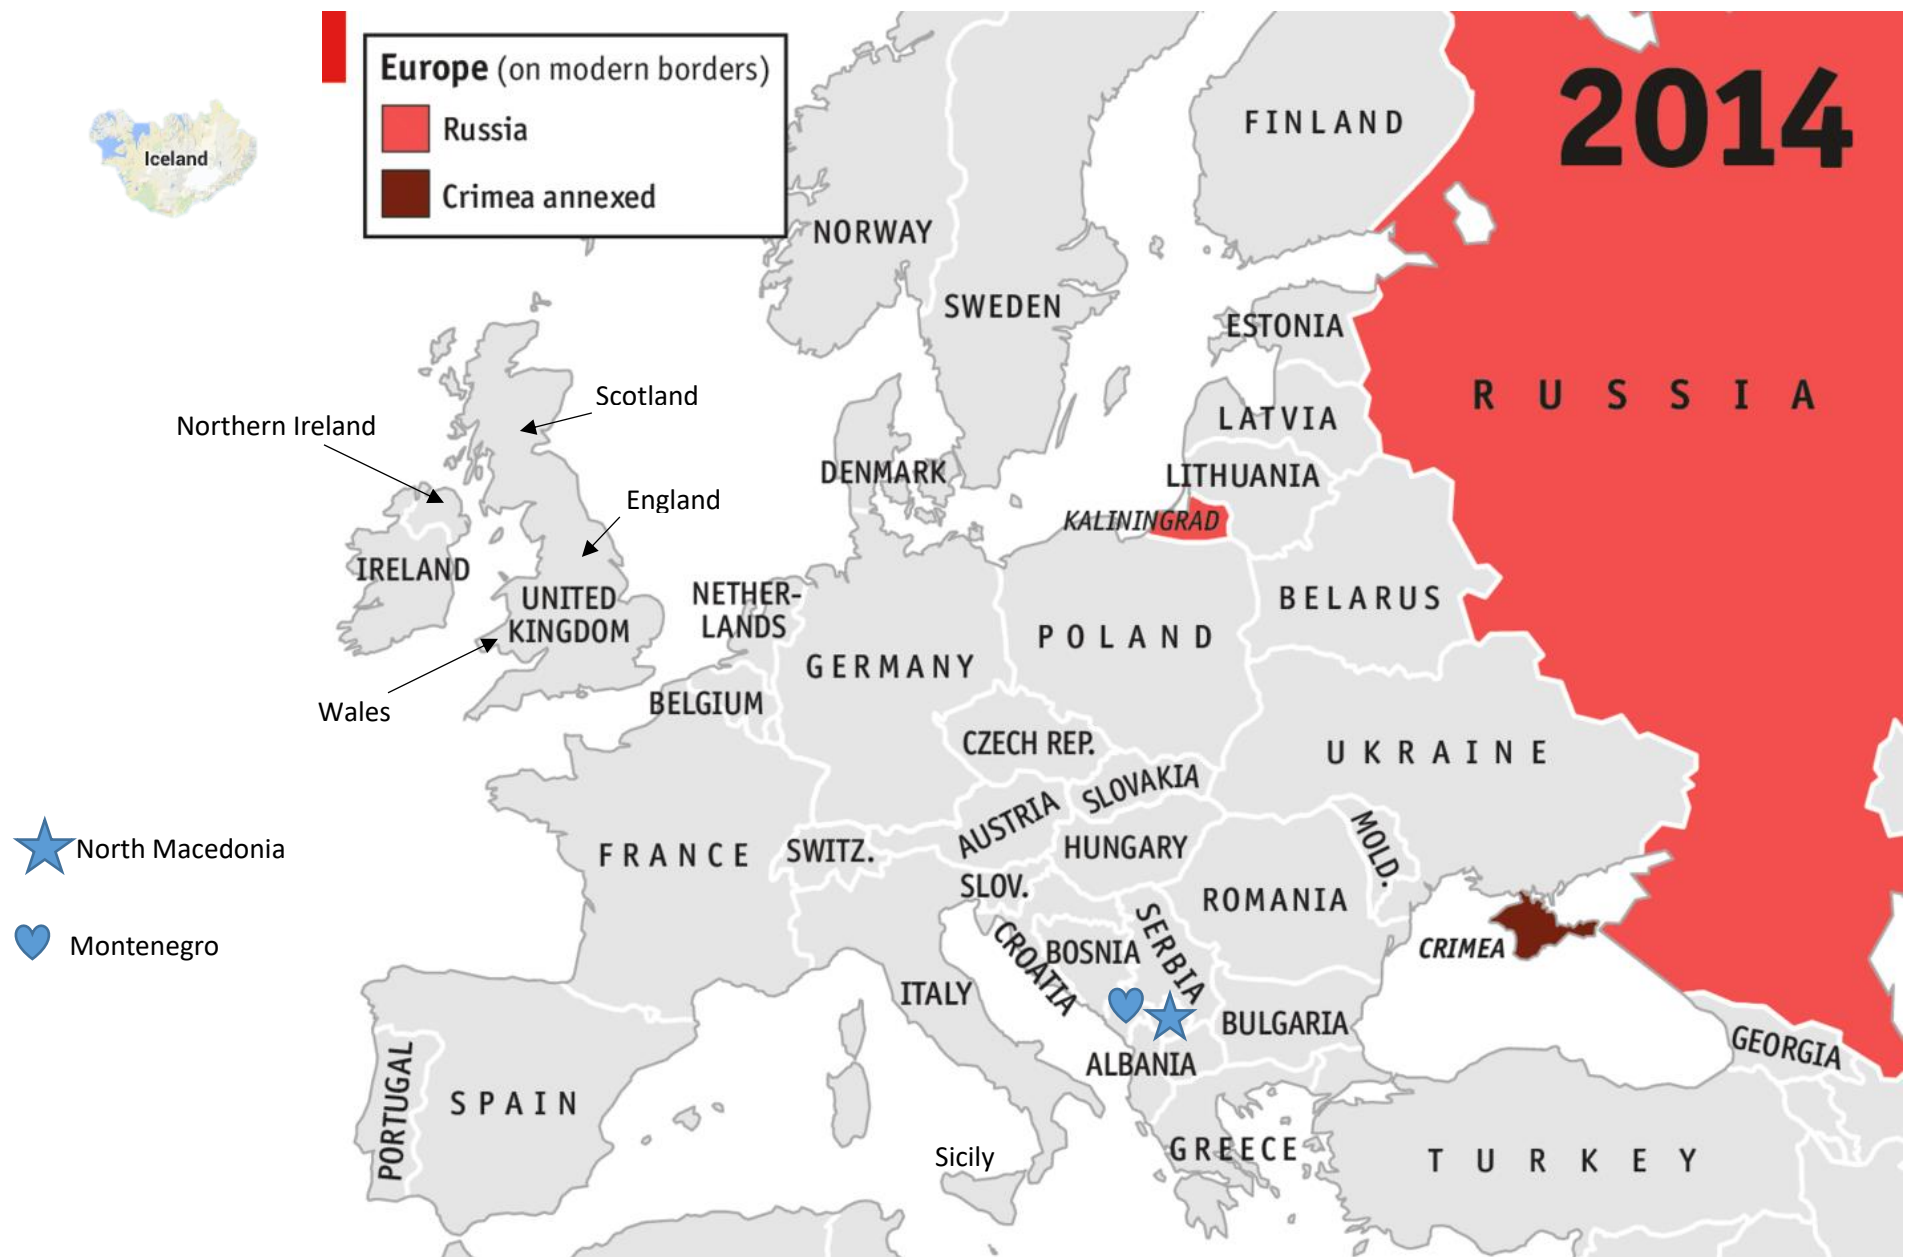 Europe (on modern borders)
Russia
Crimea annexed
2014
Iceland
FINLAND
NORWAY
SWEDEN
ESTONIA
RUSSIA
Scotland
Northern Ireland
LATVIA
DENMARK
LITHUANIA
England
KALININGRAD
IRELAND
UNITED
KINGDOM
NETHER-
LANDS
BELARUS
POLAND
GERMANY
Wales
BELGIUM
CZECH REP.
UKRAINE
SLOVAKIA
AUSTRIA
North Macedonia
FRANCE
SWITZ.
HUNGARY
MOLD.
SLOV.
ROMANIA
Montenegro
CROATIA
BOSNIA
SERBIA
CRIMEA
ITALY
BULGARIA
GEORGIA
ALBANIA
PORTUGAL
SPAIN
Sicily
GREECE
TURKEY